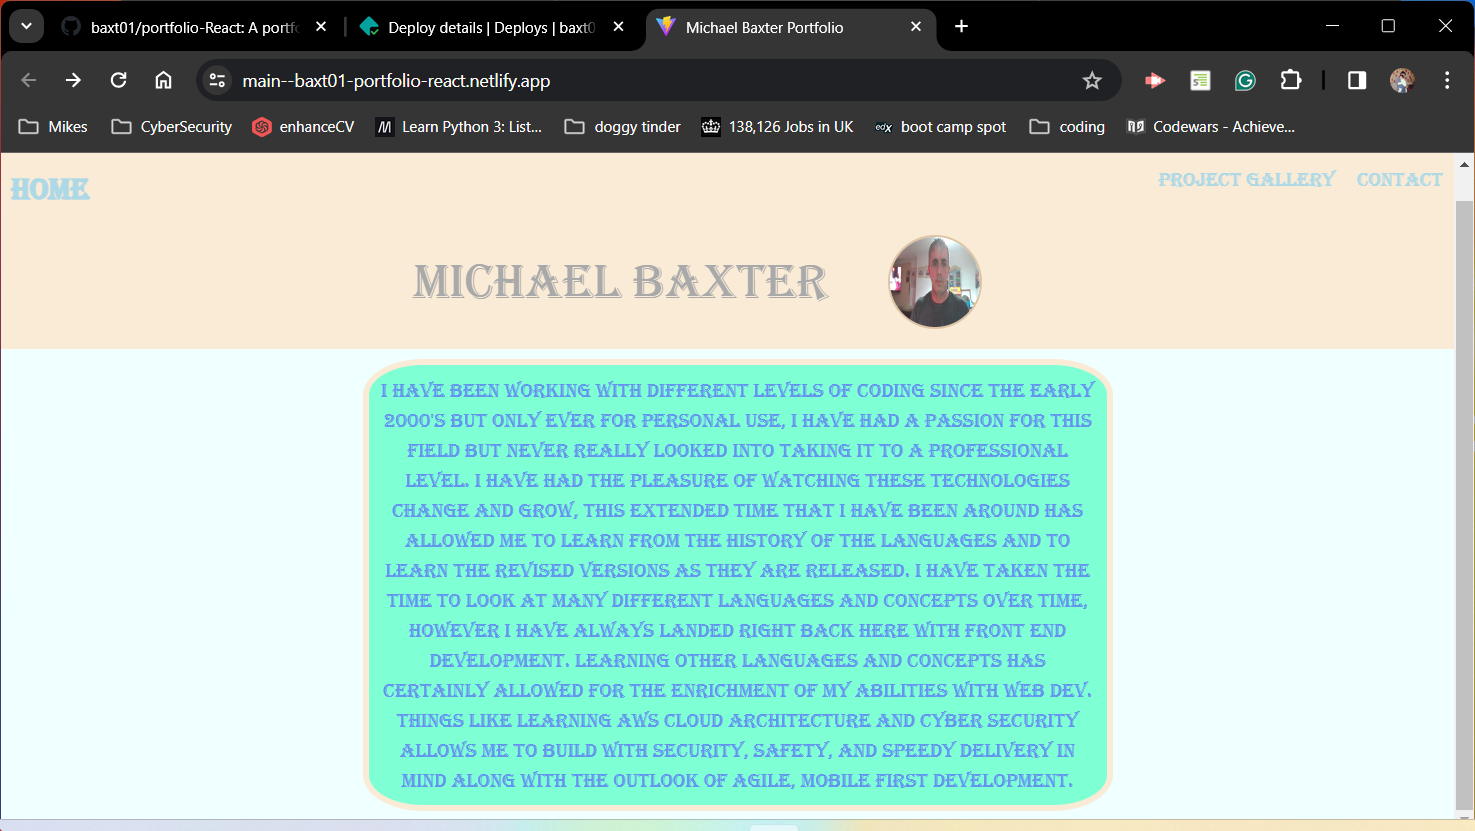 baxt01/portfolio-React: A portf
Deploy details | Deploys | baxt0
Michael Baxter Portfolio
main--baxt01-portfolio-react.netlify.app
Mikes
CyberSecurity
enhanceCV
M Learn Python 3: List...
doggy tinder
138,126 Jobs in UK
edX boot camp spot
coding
Codewars - Achieve...
HOME
PROJECT GALLERY CONTACT
MICHAEL BAXTER
I HAVE BEEN WORKING WITH DIFFERENT LEVELS OF CODING SINCE THE EARLY
2000'S BUT ONLY EVER FOR PERSONAL USE, I HAVE HAD A PASSION FOR THIS
FIELD BUT NEVER REALLY LOOKED INTO TAKING IT TO A PROFESSIONAL
LEVEL. I HAVE HAD THE PLEASURE OF WATCHING THESE TECHNOLOGIES
CHANGE AND GROW, THIS EXTENDED TIME THAT I HAVE BEEN AROUND HAS
ALLOWED ME TO LEARN FROM THE HISTORY OF THE LANGUAGES AND TO
LEARN THE REVISED VERSIONS AS THEY ARE RELEASED. I HAVE TAKEN THE
TIME TO LOOK AT MANY DIFFERENT LANGUAGES AND CONCEPTS OVER TIME,
HOWEVER I HAVE ALWAYS LANDED RIGHT BACK HERE WITH FRONT END
DEVELOPMENT. LEARNING OTHER LANGUAGES AND CONCEPTS HAS
CERTAINLY ALLOWED FOR THE ENRICHMENT OF MY ABILITIES WITH WEB DEV.
THINGS LIKE LEARNING AWS CLOUD ARCHITECTURE AND CYBER SECURITY
ALLOWS ME TO BUILD WITH SECURITY, SAFETY, AND SPEEDY DELIVERY IN
MIND ALONG WITH THE OUTLOOK OF AGILE, MOBILE FIRST DEVELOPMENT.